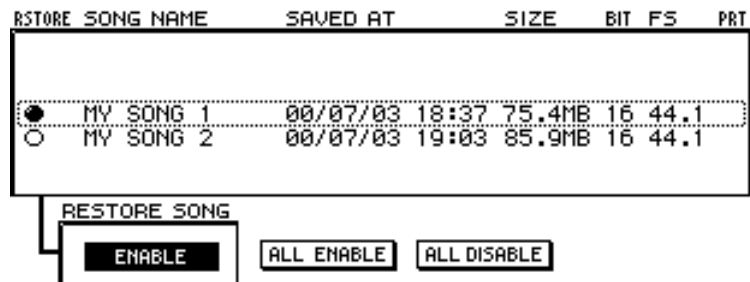 RSTORE SONG NAME SAVED AT SIZE BIT FS PRT
MY SONG 1 00/07/03 18:37 75.4MB 16 44.1
MY SONG 2 00/07/03 19:03 85.9MB 16 44.1
RESTORE SONG
ENABLE ALL ENABLE ALL DISABLE